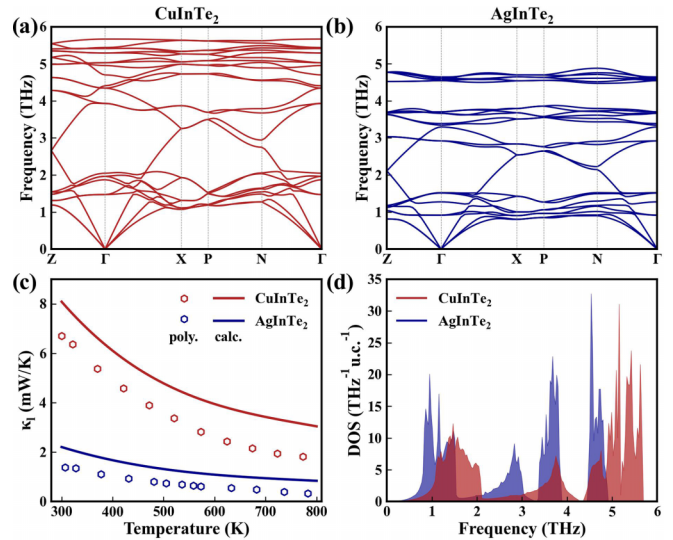 (a) CuInTe₂
Frequency (THz)
6
5
4
3
2
1
0
Z Γ X P N Γ
(b) AgInTe₂
Frequency (THz)
6
5
4
3
2
1
0
Z Γ X P N Γ
(c)
κₗ (mW/K)
8
6
4
2
0
CuInTe₂
AgInTe₂
poly. calc.
300 400 500 600 700 800
Temperature (K)
(d)
DOS (THz⁻¹ u.c.⁻¹)
35
30
25
20
15
10
5
0
CuInTe₂
AgInTe₂
0 1 2 3 4 5 6
Frequency (THz)